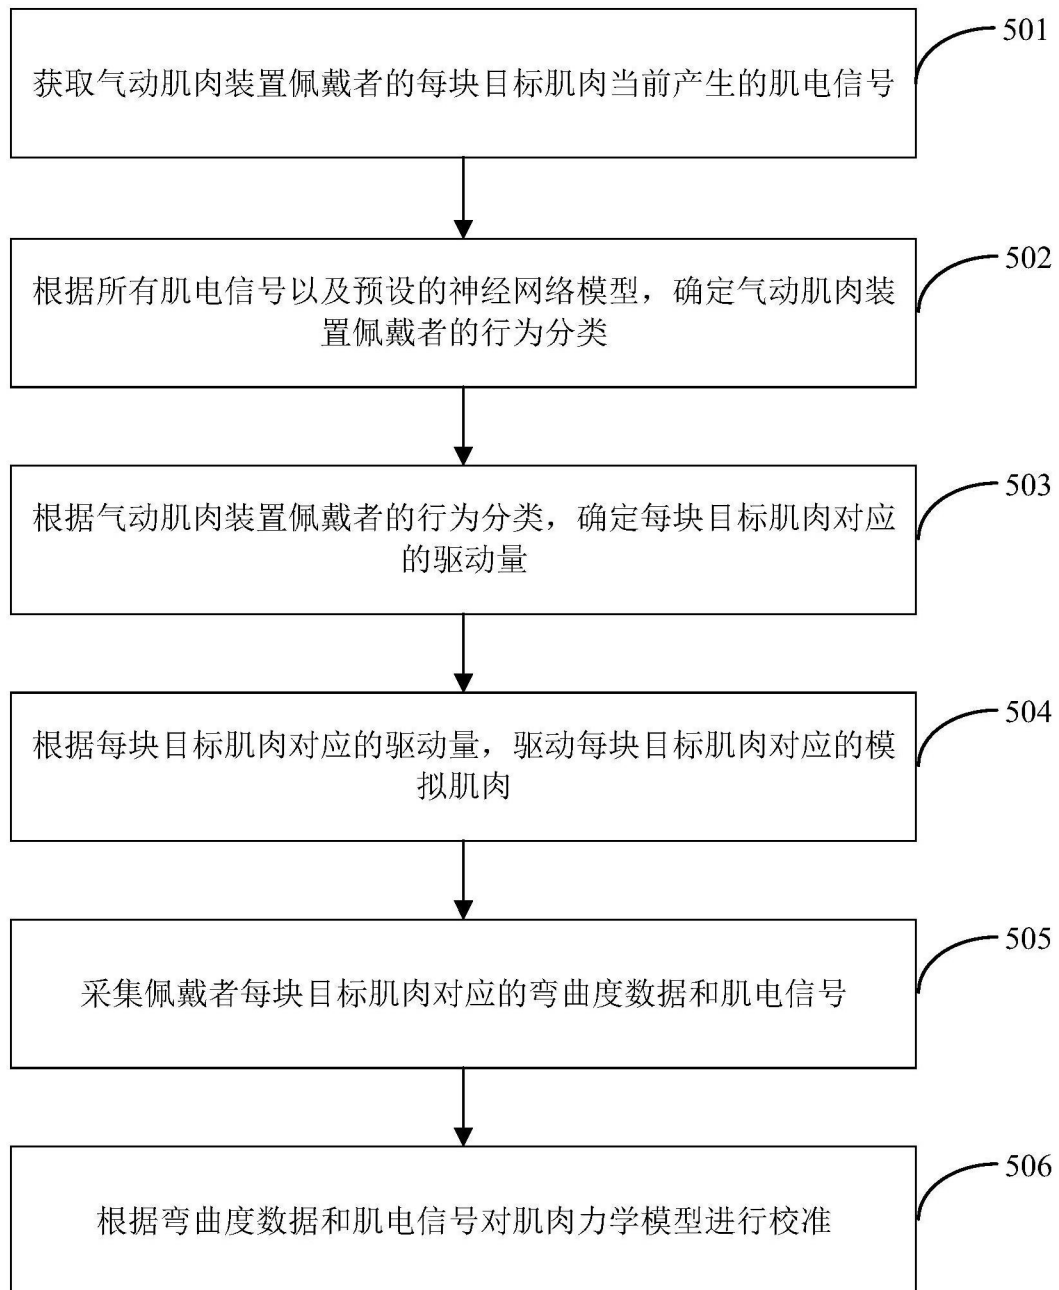 获取气动肌肉装置佩戴者的每块目标肌肉当前产生的肌电信号
501
根据所有肌电信号以及预设的神经网络模型，确定气动肌肉装
置佩戴者的行为分类
502
根据气动肌肉装置佩戴者的行为分类，确定每块目标肌肉对应
的驱动量
503
根据每块目标肌肉对应的驱动量，驱动每块目标肌肉对应的模
拟肌肉
504
采集佩戴者每块目标肌肉对应的弯曲度数据和肌电信号
505
根据弯曲度数据和肌电信号对肌肉力学模型进行校准
506